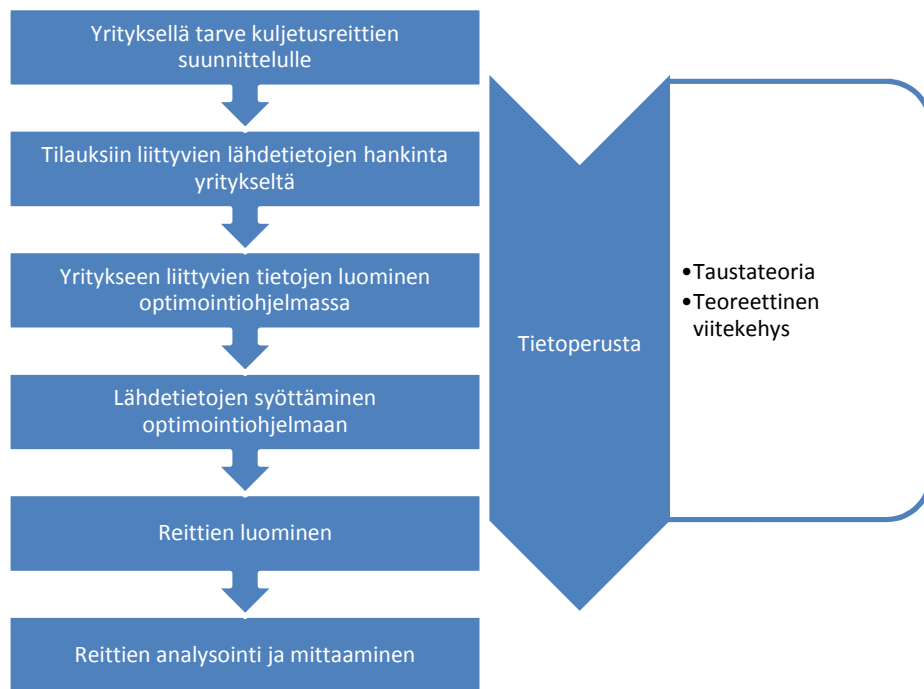 Yrityksellä tarve kuljetusreittien
suunnittelulle
Tilauksiin liittyvien lähdetietojen hankinta
yritykseltä
Yritykseen liittyvien tietojen luominen
optimointiohjelmassa
Lähdetietojen syöttäminen
optimointiohjelmaan
Reittien luominen
Reittien analysointi ja mittaaminen
Tietoperusta
•Taustateoria
•Teoreettinen
viitekehys